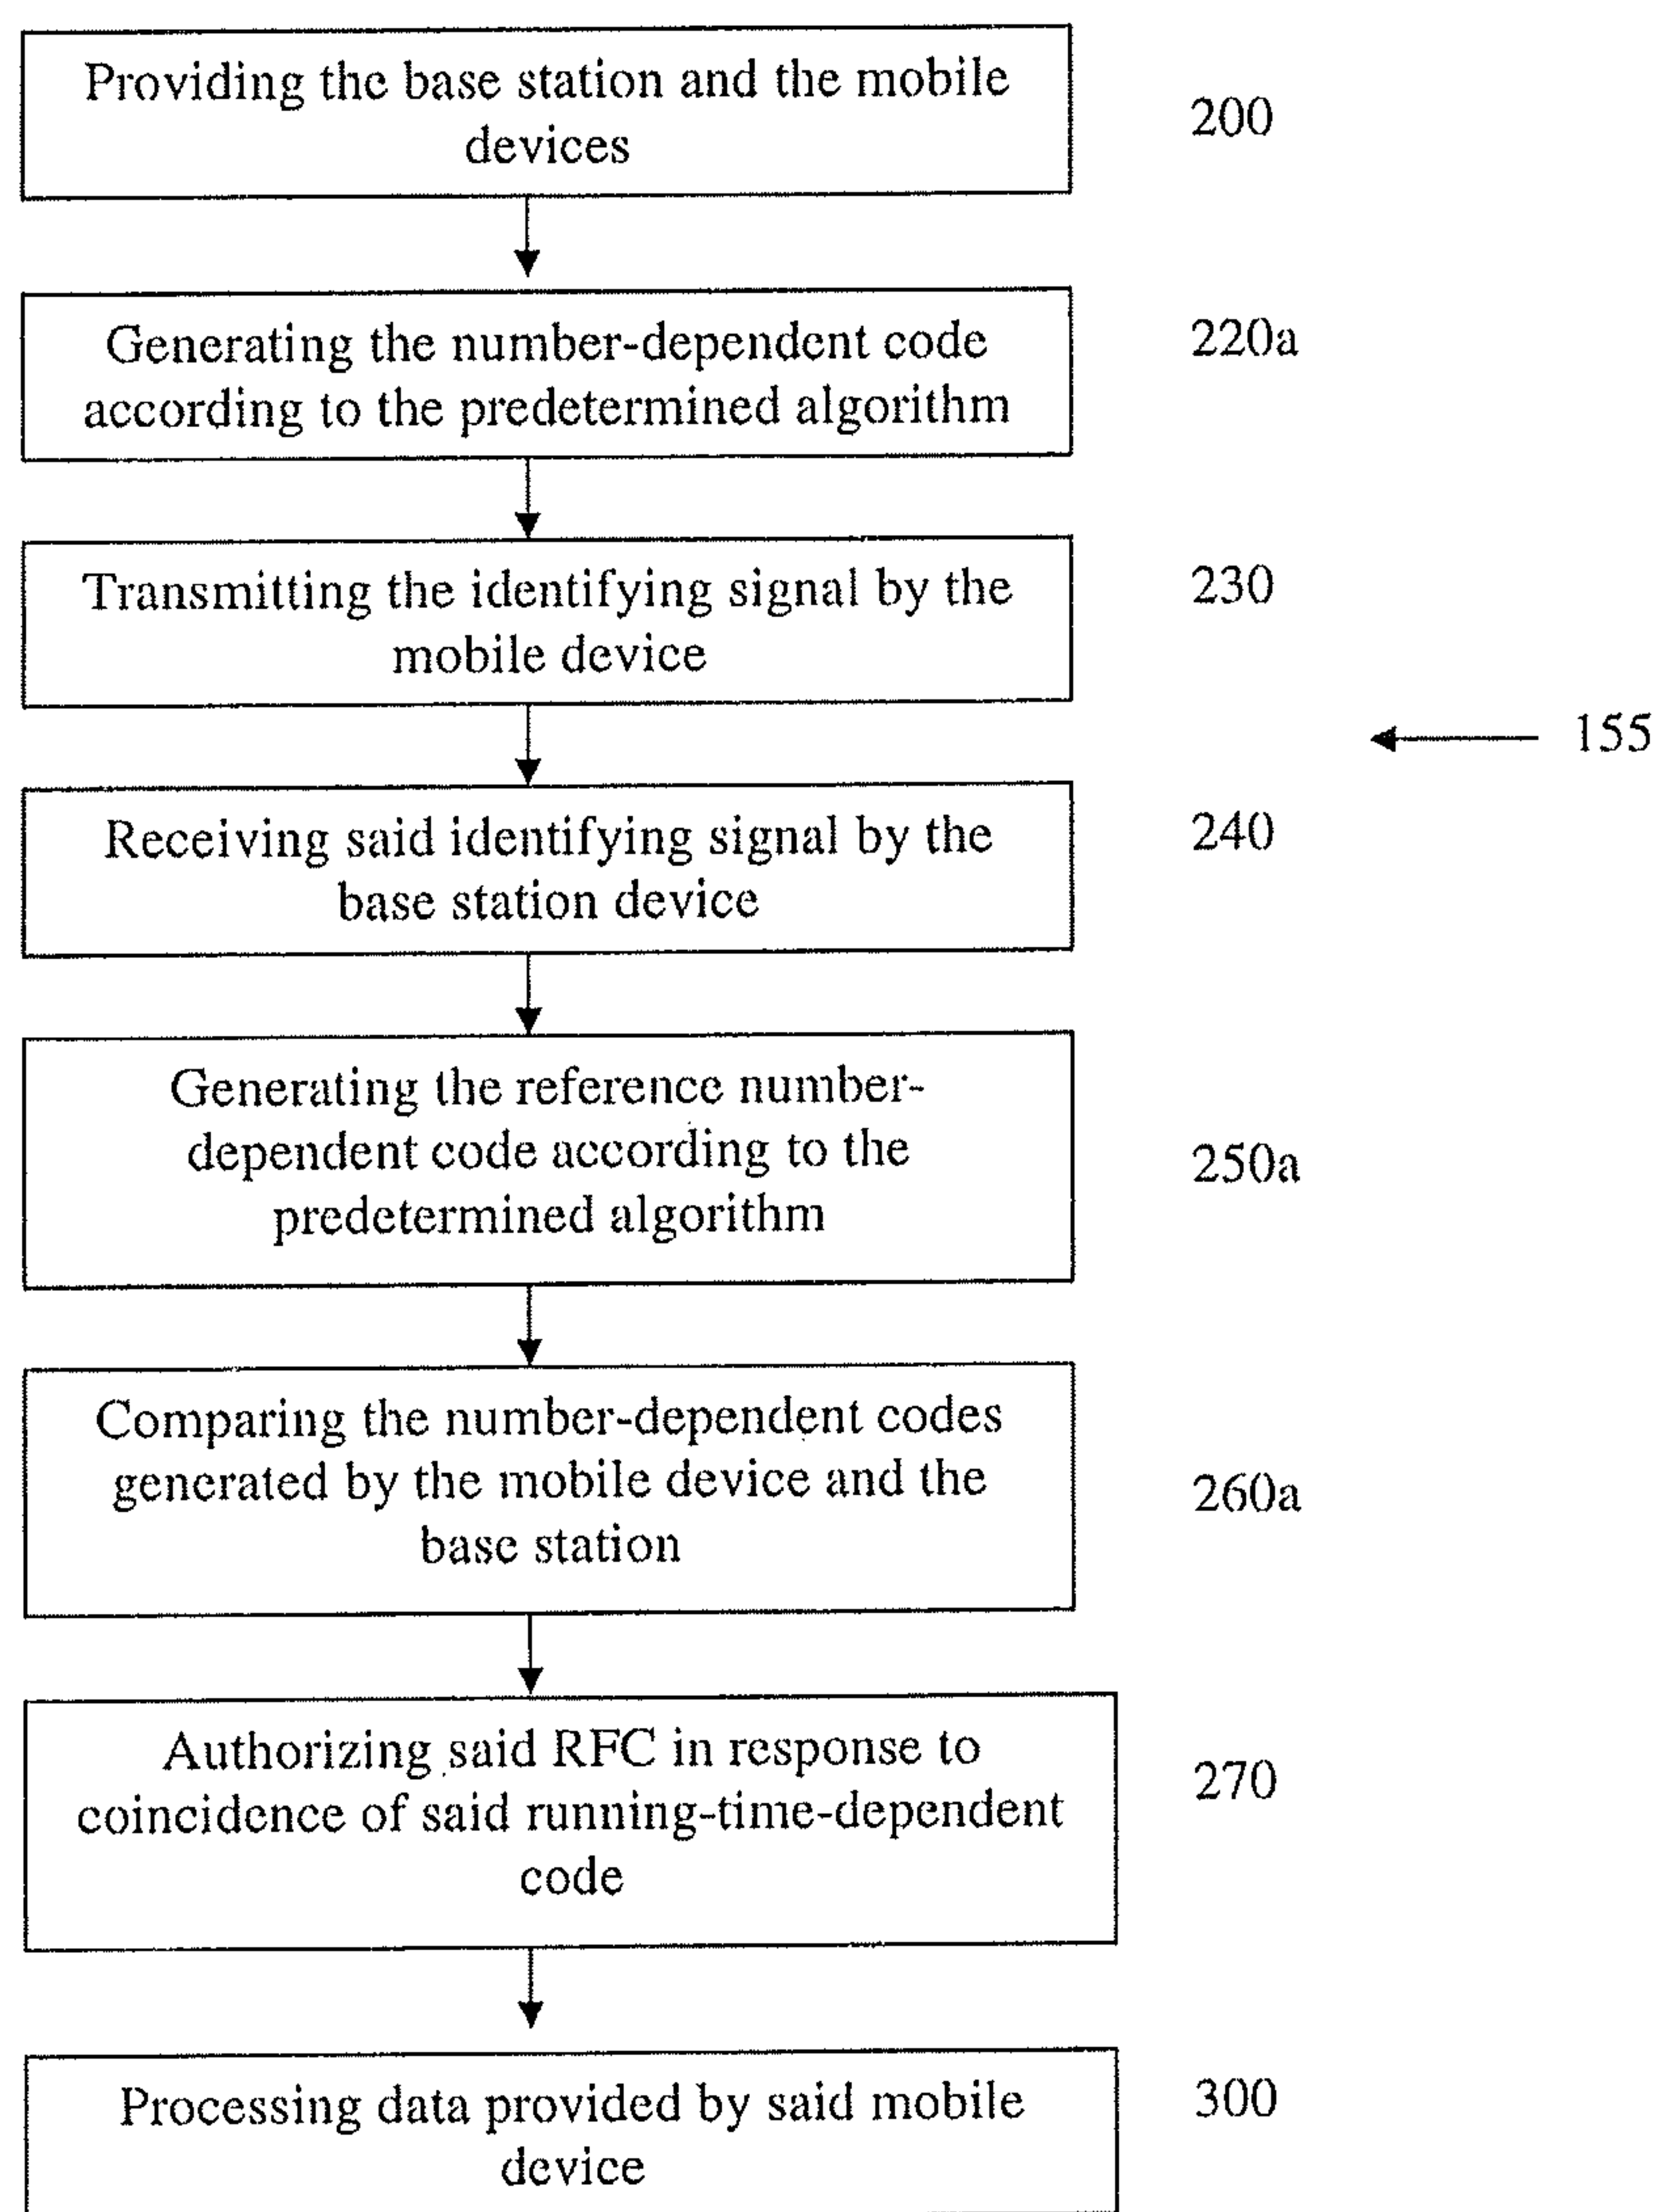 Providing the base station and the mobile
devices
200
Generating the number-dependent code
according to the predetermined algorithm
220a
Transmitting the identifying signal by the
mobile device
230
155
Receiving said identifying signal by the
base station device
240
Generating the reference number-
dependent code according to the
predetermined algorithm
250a
Comparing the number-dependent codes
generated by the mobile device and the
base station
260a
Authorizing said RFC in response to
coincidence of said running-time-dependent
code
270
Processing data provided by said mobile
device
300